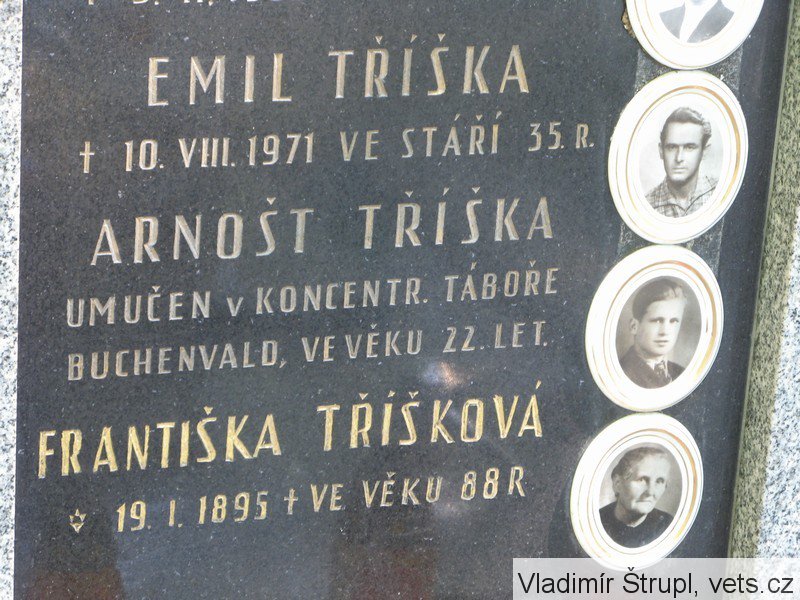 EMIL TŘÍŠKA
† 10. VIII. 1971 VE STÁŘÍ 35. R.
ARNOŠT TŘÍŠKA
UMUČEN V KONCENTR. TÁBOŘE
BUCHENVALD, VE VĚKU 22. LET.
FRANTIŠKA TŘÍŠKOVÁ
✡ 19. I. 1895 † VE VĚKU 88 R
Vladimír Štrupl, vets.cz